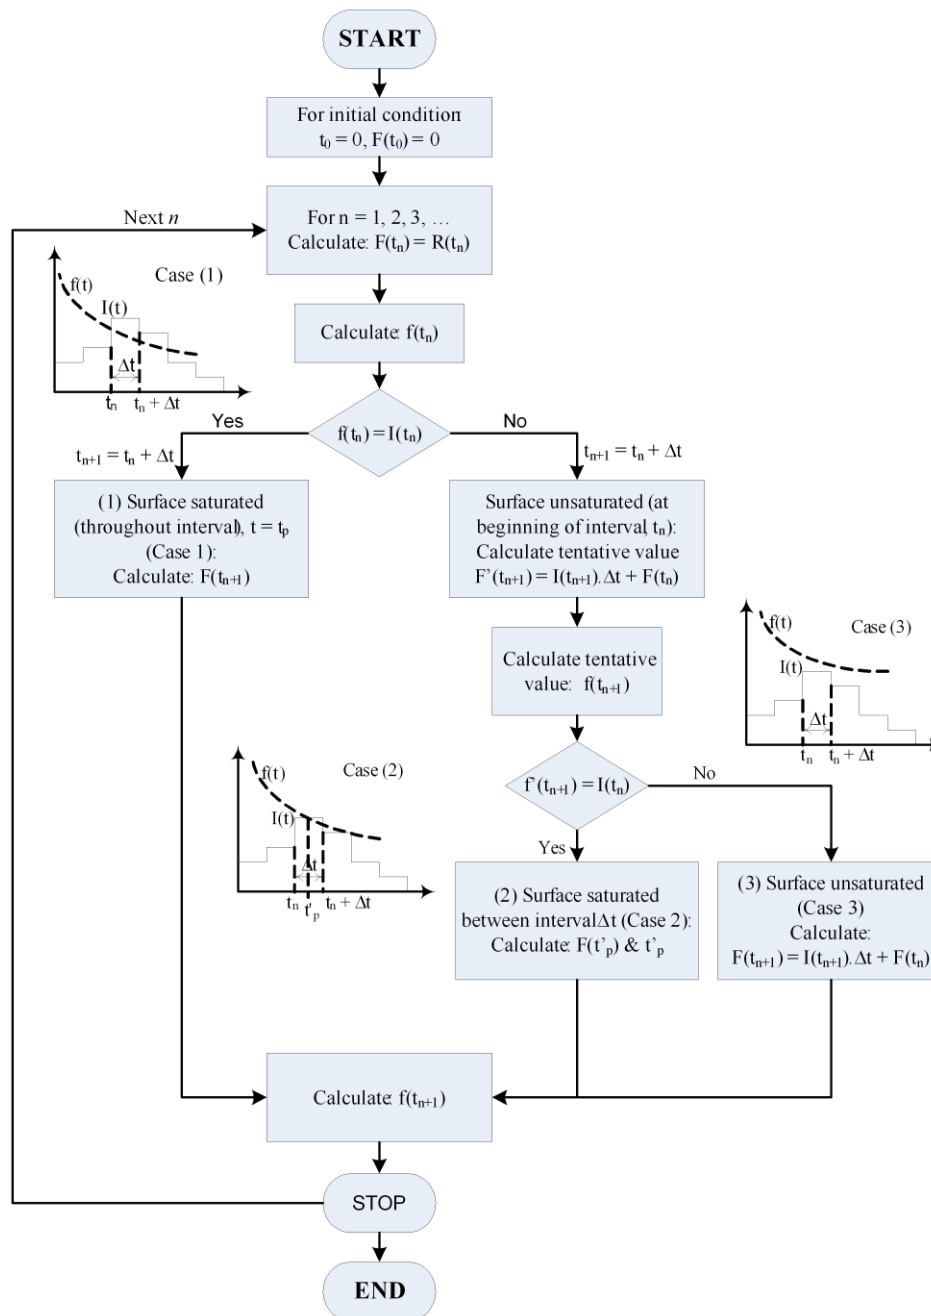 START
For initial condition:
t₀ = 0, F(t₀) = 0
Next n
For n = 1, 2, 3, …
Calculate: F(tₙ) = R(tₙ)
Case (1)
f(t)
I(t)
Δt
tₙ
tₙ + Δt
Calculate: f(tₙ)
f(tₙ) = I(tₙ)
Yes
No
tₙ₊₁ = tₙ + Δt
tₙ₊₁ = tₙ + Δt
(1) Surface saturated
(throughout interval), t = tₚ
(Case 1):
Calculate: F(tₙ₊₁)
Surface unsaturated (at
beginning of interval, tₙ):
Calculate tentative value
F'(tₙ₊₁) = I(tₙ₊₁).Δt + F(tₙ)
Calculate tentative
value: f(tₙ₊₁)
Case (3)
f(t)
I(t)
Δt
tₙ
tₙ + Δt
f'(tₙ₊₁) = I(tₙ)
Yes
No
Case (2)
f(t)
I(t)
Δt
tₙ
t'ₚ
tₙ + Δt
(2) Surface saturated
between interval Δt (Case 2):
Calculate: F(t'ₚ) & t'ₚ
(3) Surface unsaturated
(Case 3)
Calculate:
F(tₙ₊₁) = I(tₙ₊₁).Δt + F(tₙ)
Calculate: f(tₙ₊₁)
STOP
END